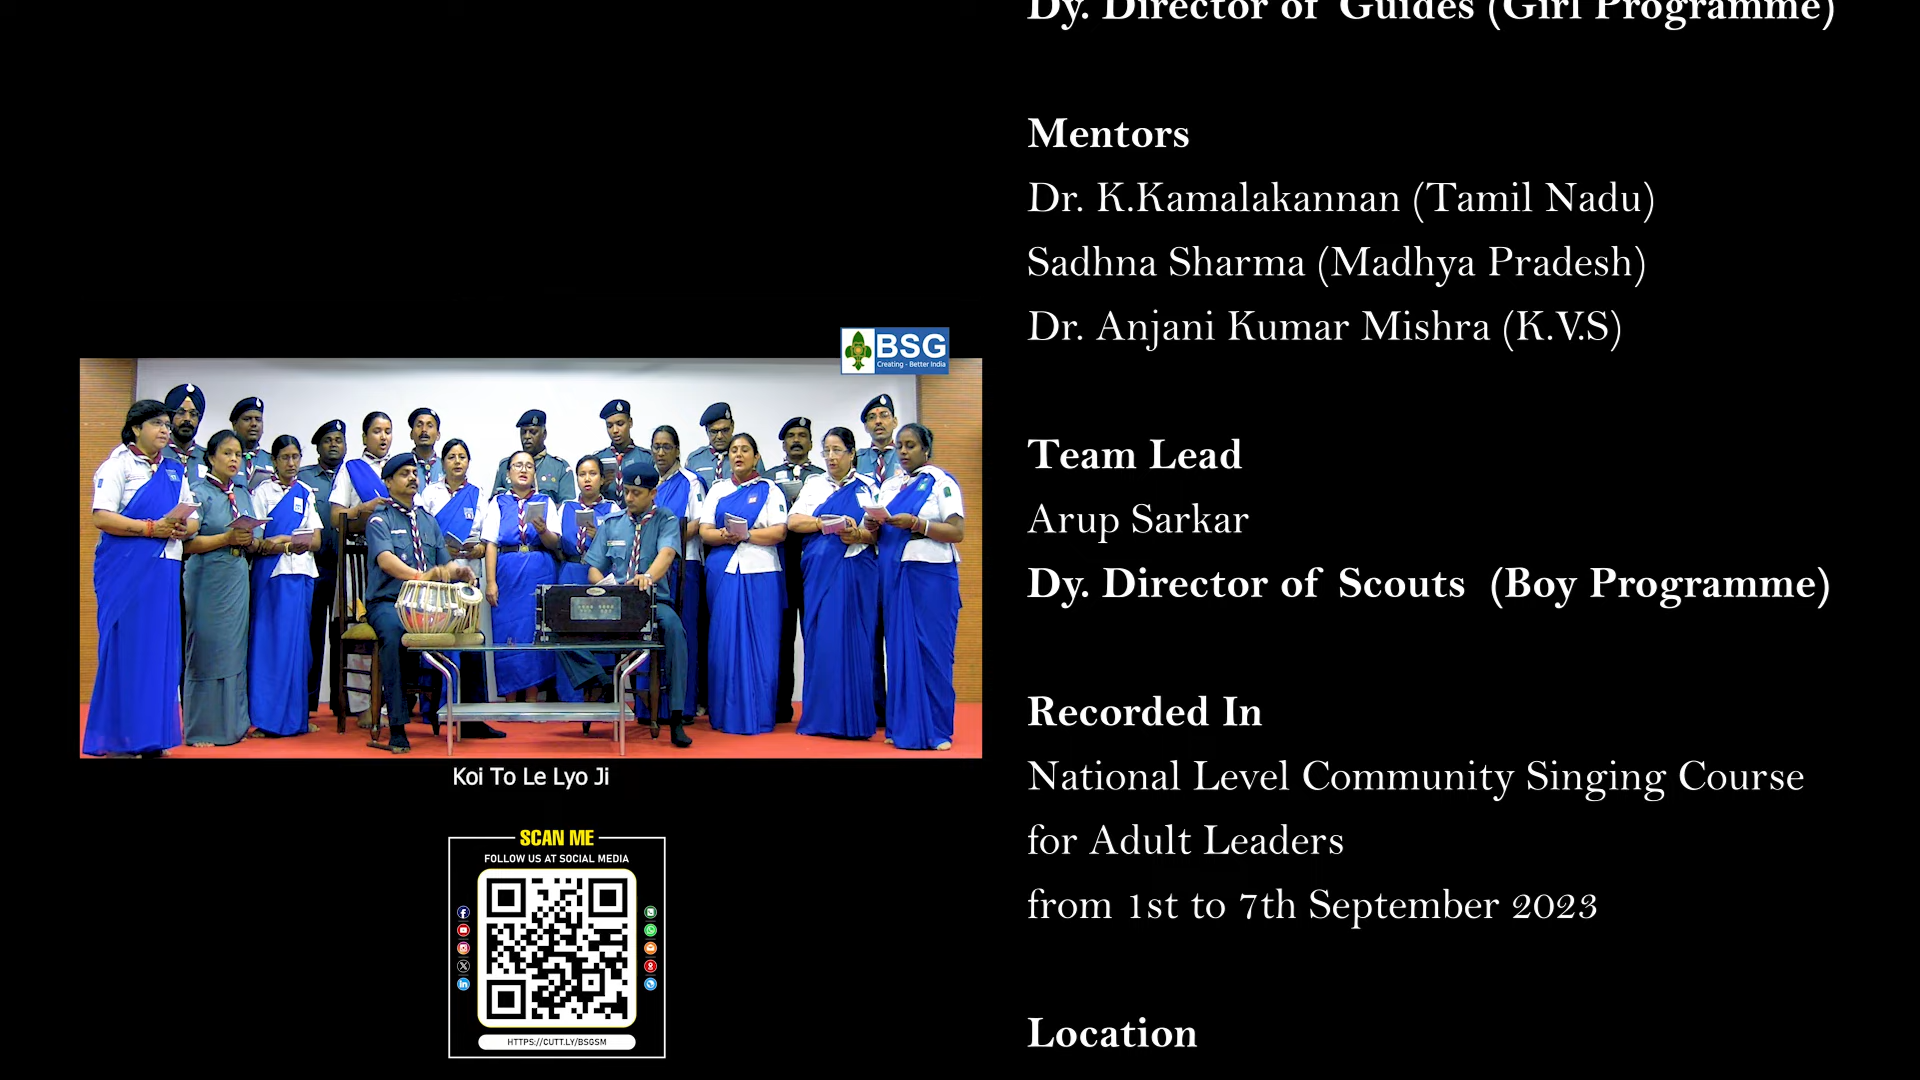 BSG
Creating - Better India
Koi To Le Lyo Ji
SCAN ME
FOLLOW US AT SOCIAL MEDIA
HTTPS://CUTT.LY/BSGSM
Dy. Director of Guides (Girl Programme)
Mentors
Dr. K.Kamalakannan (Tamil Nadu)
Sadhna Sharma (Madhya Pradesh)
Dr. Anjani Kumar Mishra (K.V.S)
Team Lead
Arup Sarkar
Dy. Director of Scouts (Boy Programme)
Recorded In
National Level Community Singing Course
for Adult Leaders
from 1st to 7th September 2023
Location